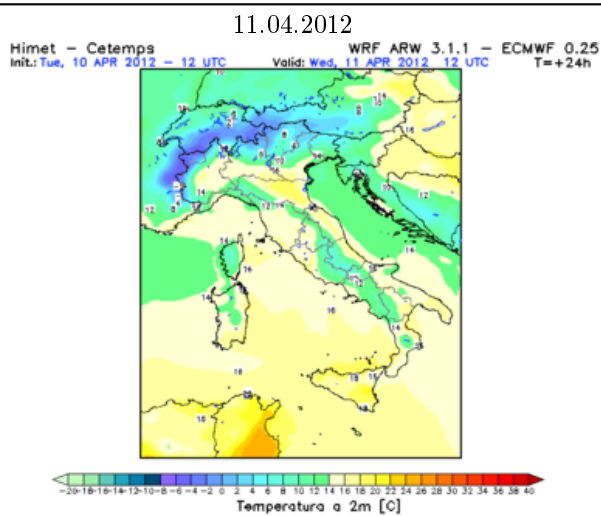 11.04.2012
Himet - Cetemps WRF ARW 3.1.1 - ECMWF 0.25
Init.: Tue, 10 APR 2012 - 12 UTC Valid: Wed, 11 APR 2012 12 UTC T=+24h
-20-18-16-14-12-10-8 -6 -4 -2 0 2 4 6 8 10 12 14 16 18 20 22 24 26 28 30 32 34 36 38 40
Temperatura a 2m [C]